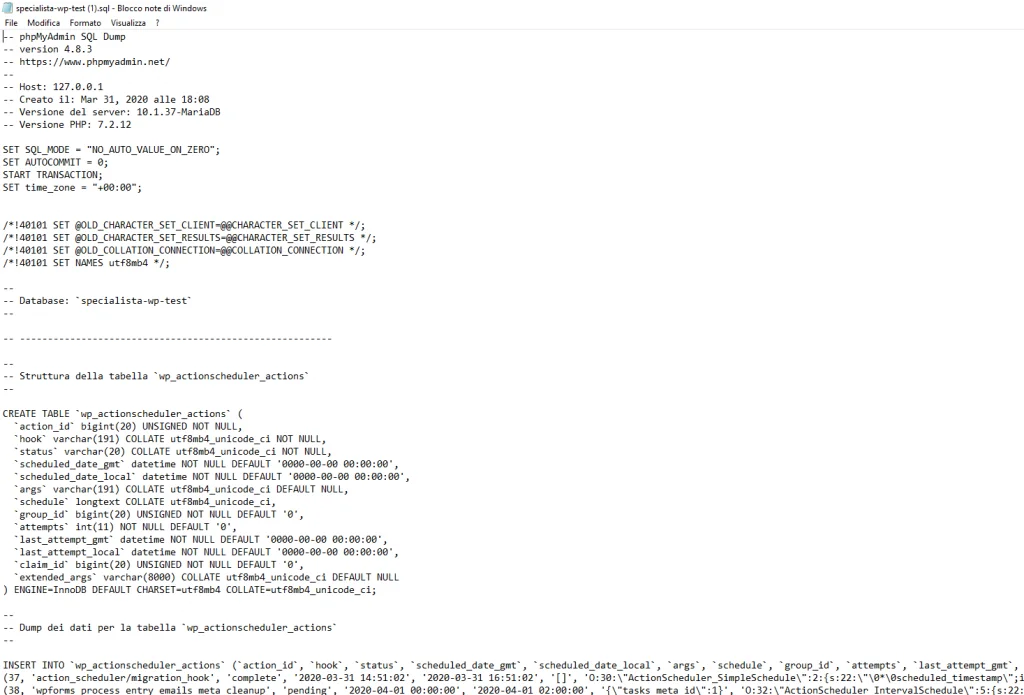 specialista-wp-test (1).sql - Blocco note di Windows
File Modifica Formato Visualizza ?
-- phpMyAdmin SQL Dump
-- version 4.8.3
-- https://www.phpmyadmin.net/
--
-- Host: 127.0.0.1
-- Creato il: Mar 31, 2020 alle 18:08
-- Versione del server: 10.1.37-MariaDB
-- Versione PHP: 7.2.12
SET SQL_MODE = "NO_AUTO_VALUE_ON_ZERO";
SET AUTOCOMMIT = 0;
START TRANSACTION;
SET time_zone = "+00:00";
/*!40101 SET @OLD_CHARACTER_SET_CLIENT=@@CHARACTER_SET_CLIENT */;
/*!40101 SET @OLD_CHARACTER_SET_RESULTS=@@CHARACTER_SET_RESULTS */;
/*!40101 SET @OLD_COLLATION_CONNECTION=@@COLLATION_CONNECTION */;
/*!40101 SET NAMES utf8mb4 */;
--
-- Database: `specialista-wp-test`
--
-- --------------------------------------------------------
--
-- Struttura della tabella `wp_actionscheduler_actions`
--
CREATE TABLE `wp_actionscheduler_actions` (
`action_id` bigint(20) UNSIGNED NOT NULL,
`hook` varchar(191) COLLATE utf8mb4_unicode_ci NOT NULL,
`status` varchar(20) COLLATE utf8mb4_unicode_ci NOT NULL,
`scheduled_date_gmt` datetime NOT NULL DEFAULT '0000-00-00 00:00:00',
`scheduled_date_local` datetime NOT NULL DEFAULT '0000-00-00 00:00:00',
`args` varchar(191) COLLATE utf8mb4_unicode_ci DEFAULT NULL,
`schedule` longtext COLLATE utf8mb4_unicode_ci,
`group_id` bigint(20) UNSIGNED NOT NULL DEFAULT '0',
`attempts` int(11) NOT NULL DEFAULT '0',
`last_attempt_gmt` datetime NOT NULL DEFAULT '0000-00-00 00:00:00',
`last_attempt_local` datetime NOT NULL DEFAULT '0000-00-00 00:00:00',
`claim_id` bigint(20) UNSIGNED NOT NULL DEFAULT '0',
`extended_args` varchar(8000) COLLATE utf8mb4_unicode_ci DEFAULT NULL
) ENGINE=InnoDB DEFAULT CHARSET=utf8mb4 COLLATE=utf8mb4_unicode_ci;
--
-- Dump dei dati per la tabella `wp_actionscheduler_actions`
--
INSERT INTO `wp_actionscheduler_actions` (`action_id`, `hook`, `status`, `scheduled_date_gmt`, `scheduled_date_local`, `args`, `schedule`, `group_id`, `attempts`, `last_attempt_gmt`,
(37, 'action_scheduler/migration_hook', 'complete', '2020-03-31 14:51:02', '2020-03-31 16:51:02', '[]', 'O:30:\"ActionScheduler_SimpleSchedule\":2:{s:22:\"\0*\0scheduled_timestamp\";i
(38, 'wpforms_process_entry_emails_meta_cleanup', 'pending', '2020-04-01 00:00:00', '2020-04-01 02:00:00', '{\"tasks_meta_id\":1}', 'O:32:\"ActionScheduler_IntervalSchedule\":5:{s:22: